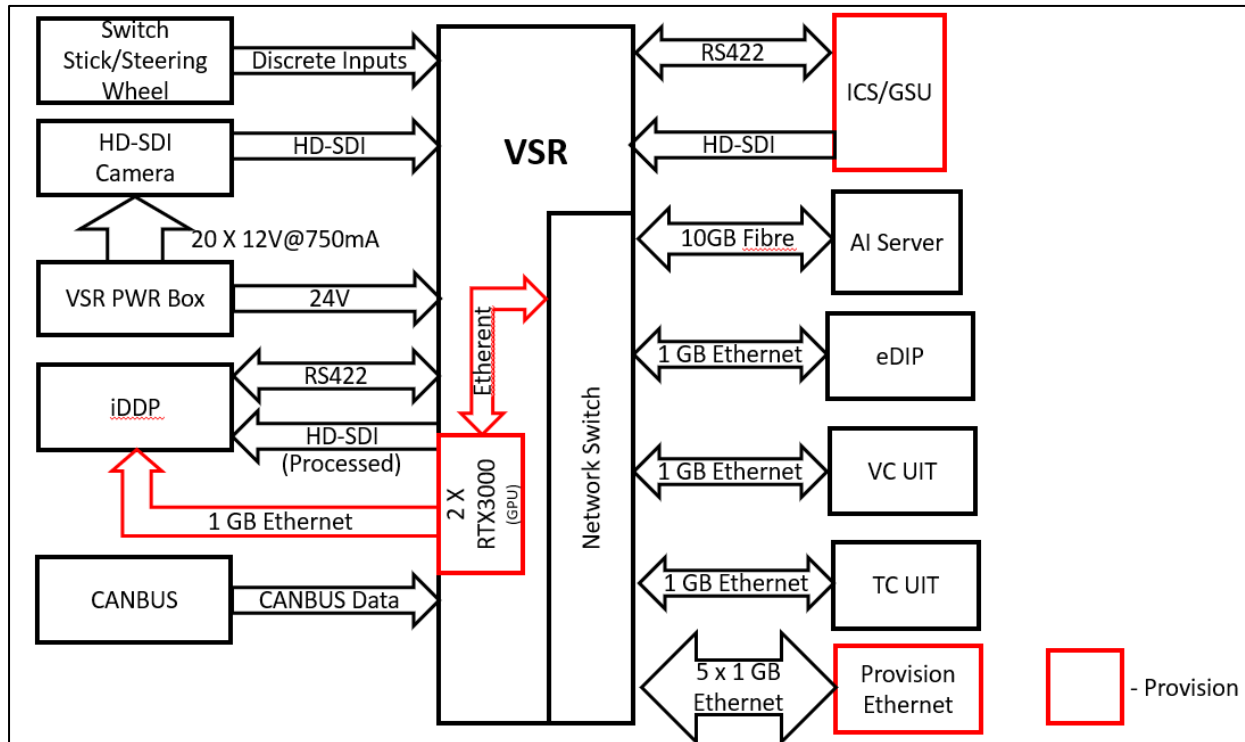 Switch
Stick/Steering
Wheel
Discrete Inputs
HD-SDI
Camera
HD-SDI
20 X 12V@750mA
VSR PWR Box
24V
iDDP
RS422
HD-SDI
(Processed)
1 GB Ethernet
CANBUS
CANBUS Data
VSR
Etherent
2 X
RTX3000
(GPU)
Network Switch
RS422
HD-SDI
ICS/GSU
10GB Fibre
AI Server
1 GB Ethernet
eDIP
1 GB Ethernet
VC UIT
1 GB Ethernet
TC UIT
5 x 1 GB
Ethernet
Provision
Ethernet
- Provision